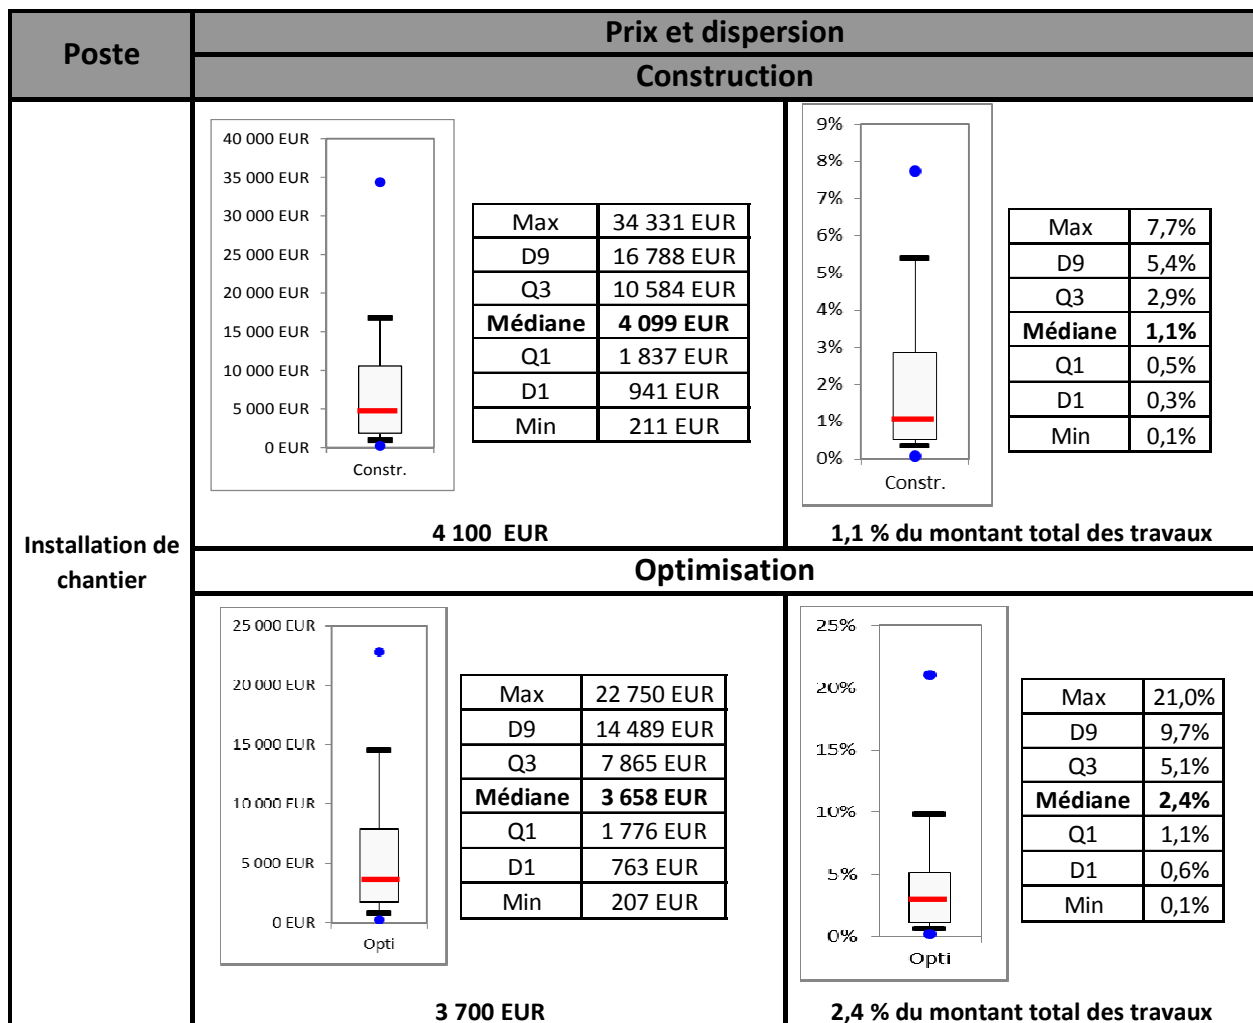 Poste
Prix et dispersion
Construction
Installation de
chantier
40 000 EUR
35 000 EUR
30 000 EUR
25 000 EUR
20 000 EUR
15 000 EUR
10 000 EUR
5 000 EUR
0 EUR
Constr.
Max 34 331 EUR
D9 16 788 EUR
Q3 10 584 EUR
Médiane 4 099 EUR
Q1 1 837 EUR
D1 941 EUR
Min 211 EUR
4 100 EUR
9%
8%
7%
6%
5%
4%
3%
2%
1%
0%
Constr.
Max 7,7%
D9 5,4%
Q3 2,9%
Médiane 1,1%
Q1 0,5%
D1 0,3%
Min 0,1%
1,1 % du montant total des travaux
Optimisation
25 000 EUR
20 000 EUR
15 000 EUR
10 000 EUR
5 000 EUR
0 EUR
Opti
Max 22 750 EUR
D9 14 489 EUR
Q3 7 865 EUR
Médiane 3 658 EUR
Q1 1 776 EUR
D1 763 EUR
Min 207 EUR
3 700 EUR
25%
20%
15%
10%
5%
0%
Opti
Max 21,0%
D9 9,7%
Q3 5,1%
Médiane 2,4%
Q1 1,1%
D1 0,6%
Min 0,1%
2,4 % du montant total des travaux